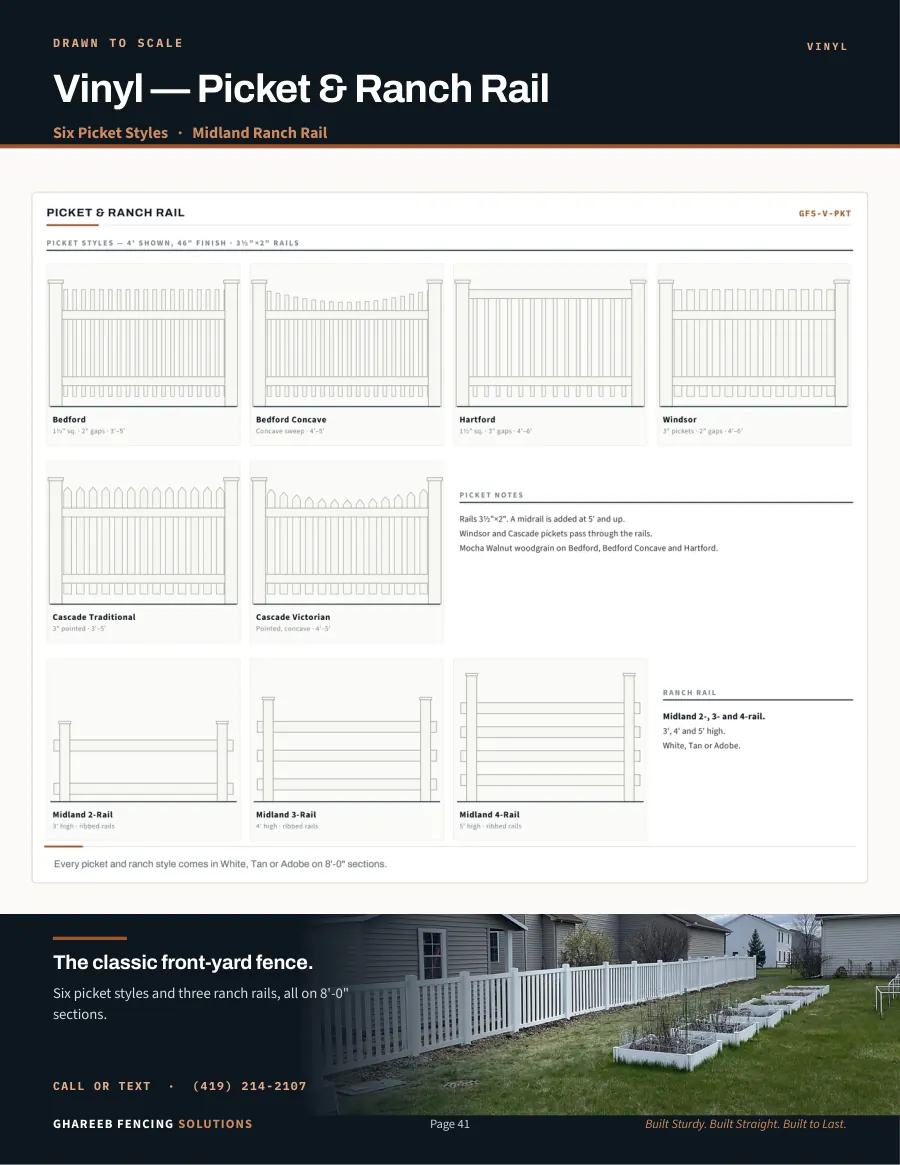 DRAWN TO SCALE
VINYL
Vinyl — Picket & Ranch Rail
Six Picket Styles · Midland Ranch Rail
PICKET & RANCH RAIL
GFS-V-PKT
PICKET STYLES — 4' SHOWN, 46" FINISH · 3½"×2" RAILS
Bedford
1½" sq. · 2" gaps · 3'–5'
Bedford Concave
Concave sweep · 4'–5'
Hartford
1½" sq. · 3" gaps · 4'–6'
Windsor
3" pickets · 2" gaps · 4'–6'
Cascade Traditional
3" pointed · 3'–5'
Cascade Victorian
Pointed, concave · 4'–5'
PICKET NOTES
Rails 3½"×2". A midrail is added at 5' and up.
Windsor and Cascade pickets pass through the rails.
Mocha Walnut woodgrain on Bedford, Bedford Concave and Hartford.
Midland 2-Rail
3' high · ribbed rails
Midland 3-Rail
4' high · ribbed rails
Midland 4-Rail
5' high · ribbed rails
RANCH RAIL
Midland 2-, 3- and 4-rail.
3', 4' and 5' high.
White, Tan or Adobe.
Every picket and ranch style comes in White, Tan or Adobe on 8'-0" sections.
The classic front-yard fence.
Six picket styles and three ranch rails, all on 8'-0"
sections.
CALL OR TEXT · (419) 214-2107
GHAREEB FENCING SOLUTIONS
Page 41
Built Sturdy. Built Straight. Built to Last.